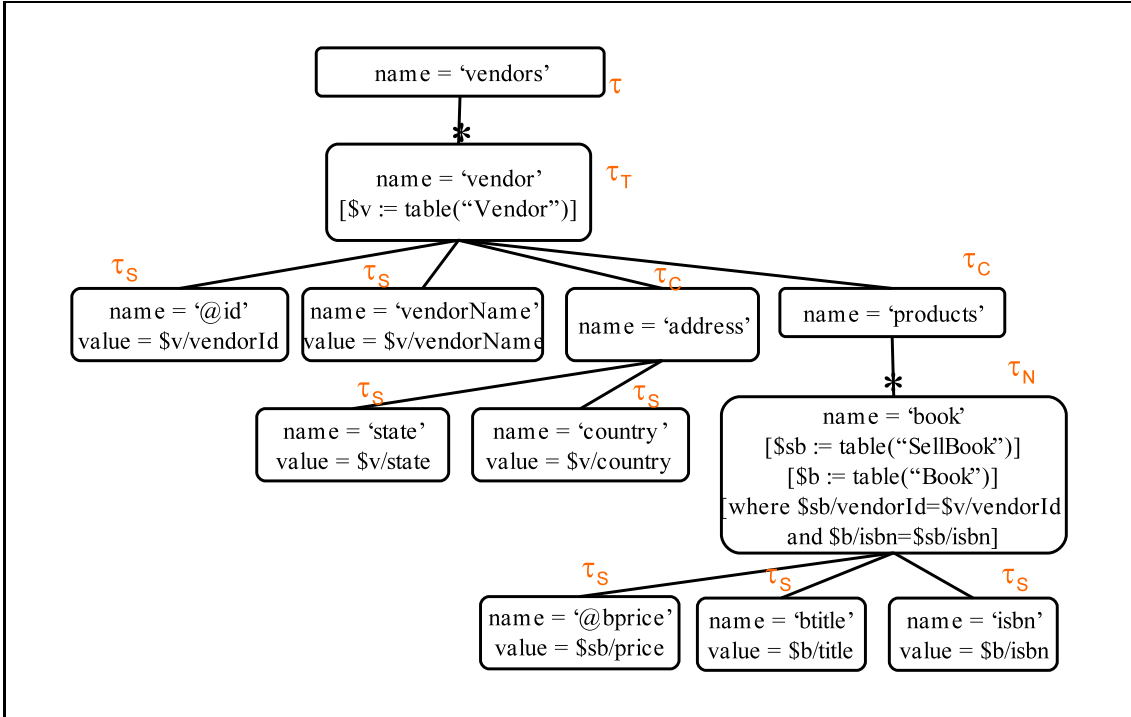 name = ‘vendors’
τ
*
name = ‘vendor’
[$v := table(“Vendor”)]
τT
τS
τS
τC
τC
name = ‘@id’
value = $v/vendorId
name = ‘vendorName’
value = $v/vendorName
name = ‘address’
name = ‘products’
*
τS
τS
τN
name = ‘state’
value = $v/state
name = ‘country’
value = $v/country
name = ‘book’
[$sb := table(“SellBook”)]
[$b := table(“Book”)]
[where $sb/vendorId=$v/vendorId
and $b/isbn=$sb/isbn]
τS
τS
τS
name = ‘@bprice’
value = $sb/price
name = ‘btitle’
value = $b/title
name = ‘isbn’
value = $b/isbn